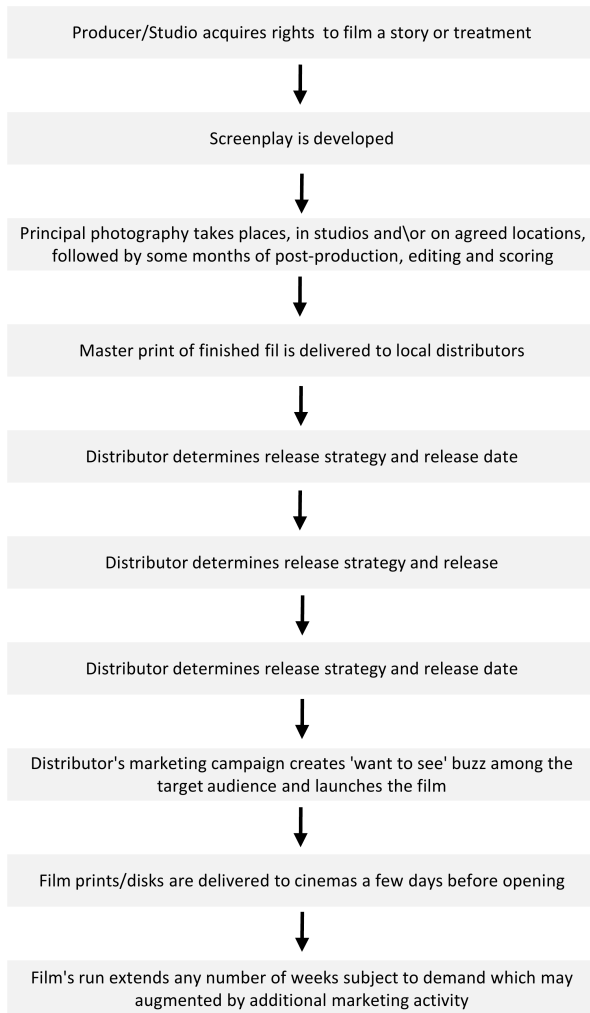 Producer/Studio acquires rights  to film a story or treatment
Screenplay is developed
Principal photography takes places, in studios and\or on agreed locations,
followed by some months of post-production, editing and scoring
Master print of finished fil is delivered to local distributors
Distributor determines release strategy and release date
Distributor determines release strategy and release
Distributor determines release strategy and release date
Distributor's marketing campaign creates 'want to see' buzz among the
target audience and launches the film
Film prints/disks are delivered to cinemas a few days before opening
Film's run extends any number of weeks subject to demand which may
augmented by additional marketing activity